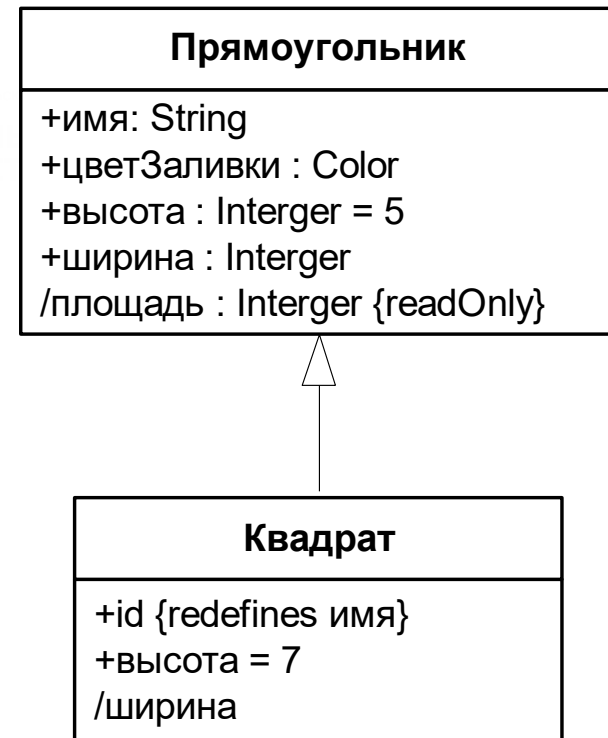 Прямоугольник
+имя: String
+цветЗаливки : Color
+высота : Interger = 5
+ширина : Interger
/площадь : Interger {readOnly}
Квадрат
+id {redefines имя}
+высота = 7
/ширина